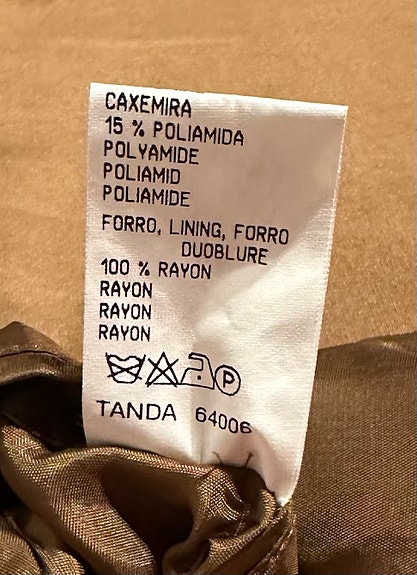 CAXEMIRA
15 % POLIAMIDA
POLYAMIDE
POLIAMID
POLIAMIDE
FORRO, LINING, FORRO
DUOBLURE
100 % RAYON
RAYON
RAYON
RAYON
P
TANDA 64006